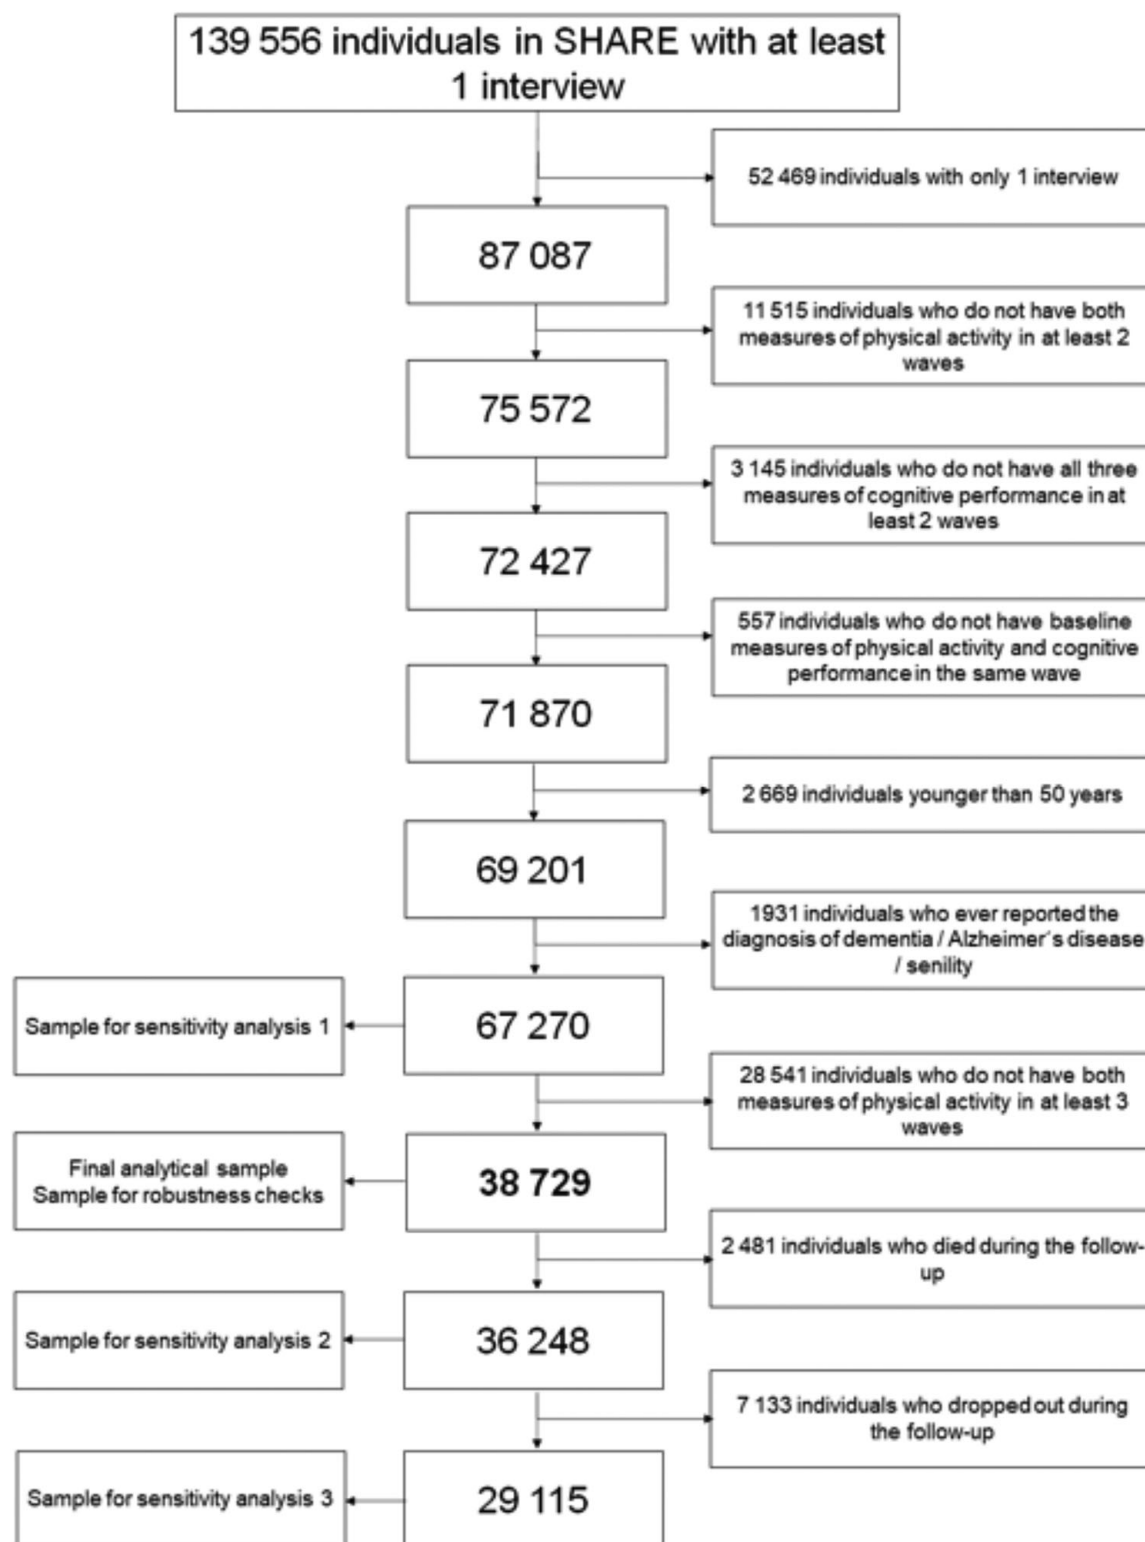 139 556 individuals in SHARE with at least
1 interview
52 469 individuals with only 1 interview
87 087
11 515 individuals who do not have both
measures of physical activity in at least 2
waves
75 572
3 145 individuals who do not have all three
measures of cognitive performance in at
least 2 waves
72 427
557 individuals who do not have baseline
measures of physical activity and cognitive
performance in the same wave
71 870
2 669 individuals younger than 50 years
69 201
1931 individuals who ever reported the
diagnosis of dementia / Alzheimer´s disease
/ senility
Sample for sensitivity analysis 1
67 270
28 541 individuals who do not have both
measures of physical activity in at least 3
waves
Final analytical sample
Sample for robustness checks
38 729
2 481 individuals who died during the follow-
up
Sample for sensitivity analysis 2
36 248
7 133 individuals who dropped out during
the follow-up
Sample for sensitivity analysis 3
29 115